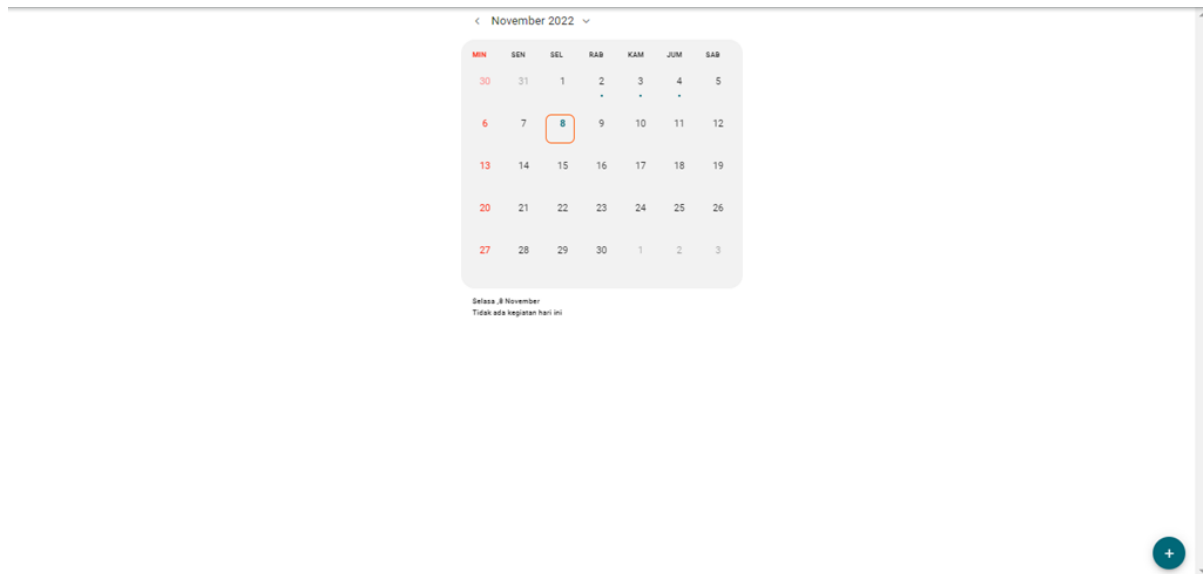 < November 2022
MIN SEN SEL RAB KAM JUM SAB
30 31 1 2 3 4 5
6 7 8 9 10 11 12
13 14 15 16 17 18 19
20 21 22 23 24 25 26
27 28 29 30 1 2 3
Selasa ,8 November
Tidak ada kegiatan hari ini
+